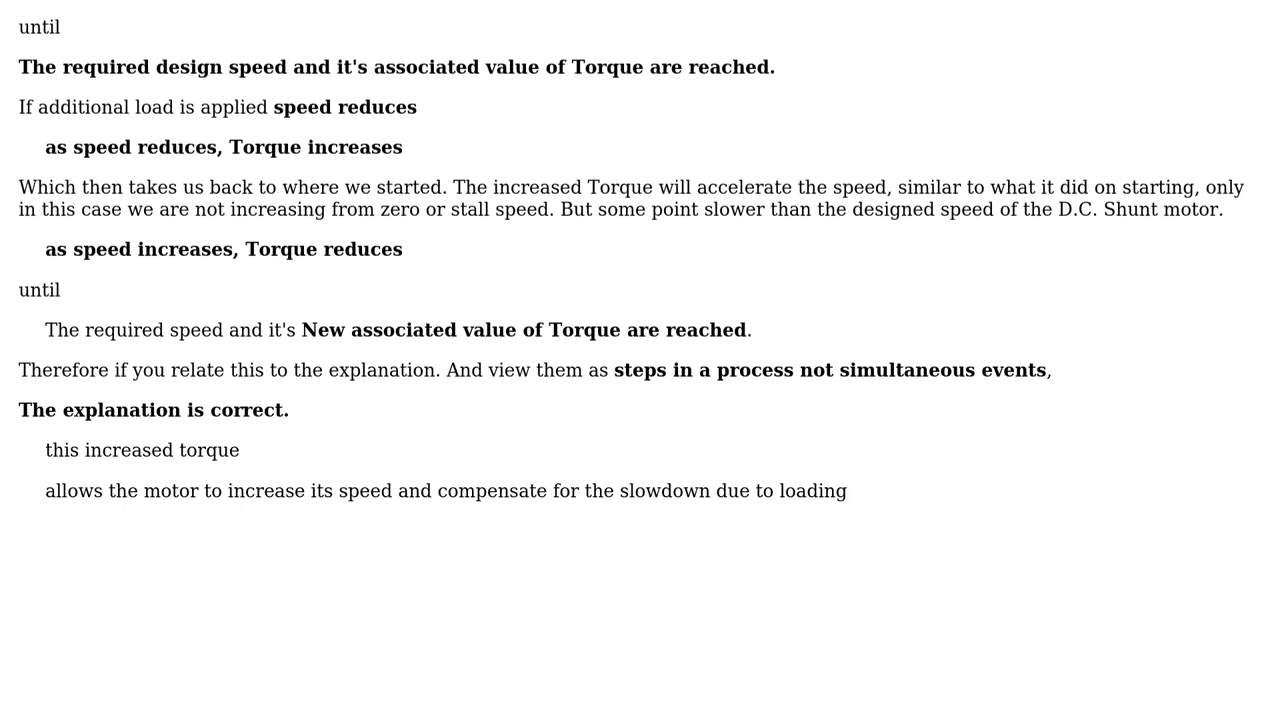 until
The required design speed and it's associated value of Torque are reached.
If additional load is applied speed reduces
as speed reduces, Torque increases
Which then takes us back to where we started. The increased Torque will accelerate the speed, similar to what it did on starting, only
in this case we are not increasing from zero or stall speed. But some point slower than the designed speed of the D.C. Shunt motor.
as speed increases, Torque reduces
until
The required speed and it's New associated value of Torque are reached.
Therefore if you relate this to the explanation. And view them as steps in a process not simultaneous events,
The explanation is correct.
this increased torque
allows the motor to increase its speed and compensate for the slowdown due to loading